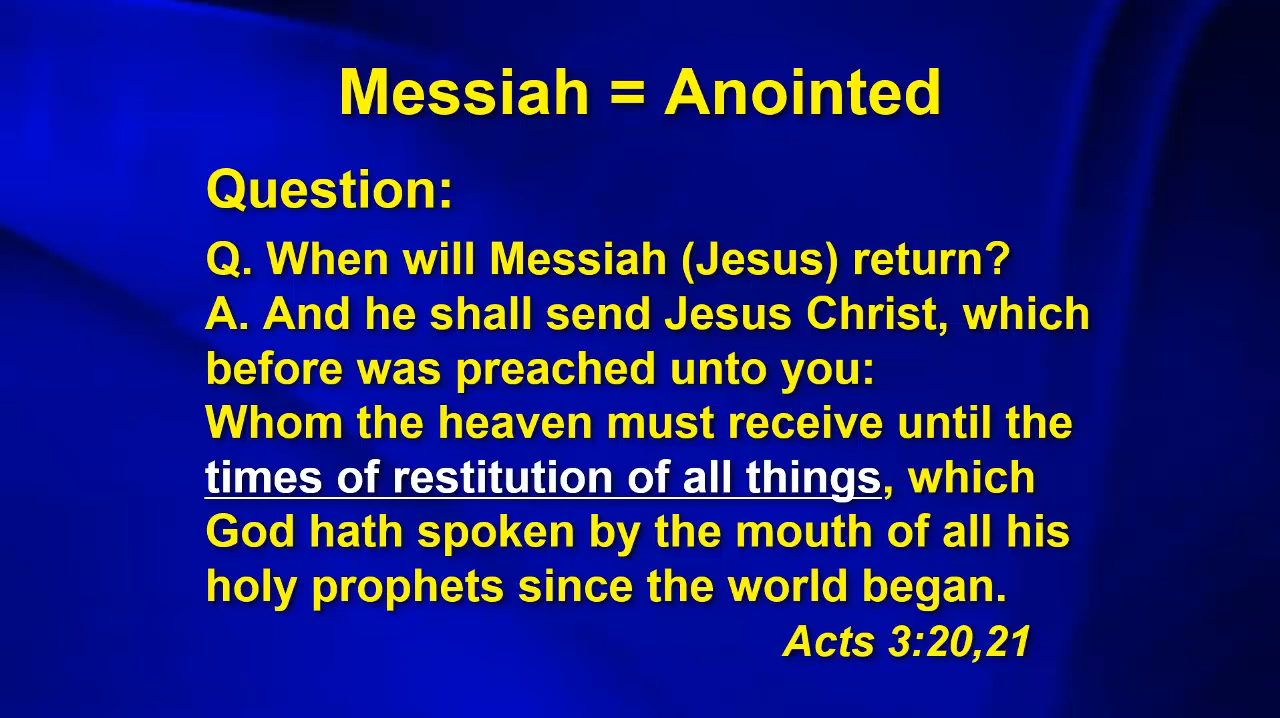 Messiah = Anointed
Question:
Q. When will Messiah (Jesus) return?
A. And he shall send Jesus Christ, which
before was preached unto you:
Whom the heaven must receive until the
times of restitution of all things, which
God hath spoken by the mouth of all his
holy prophets since the world began.
Acts 3:20,21